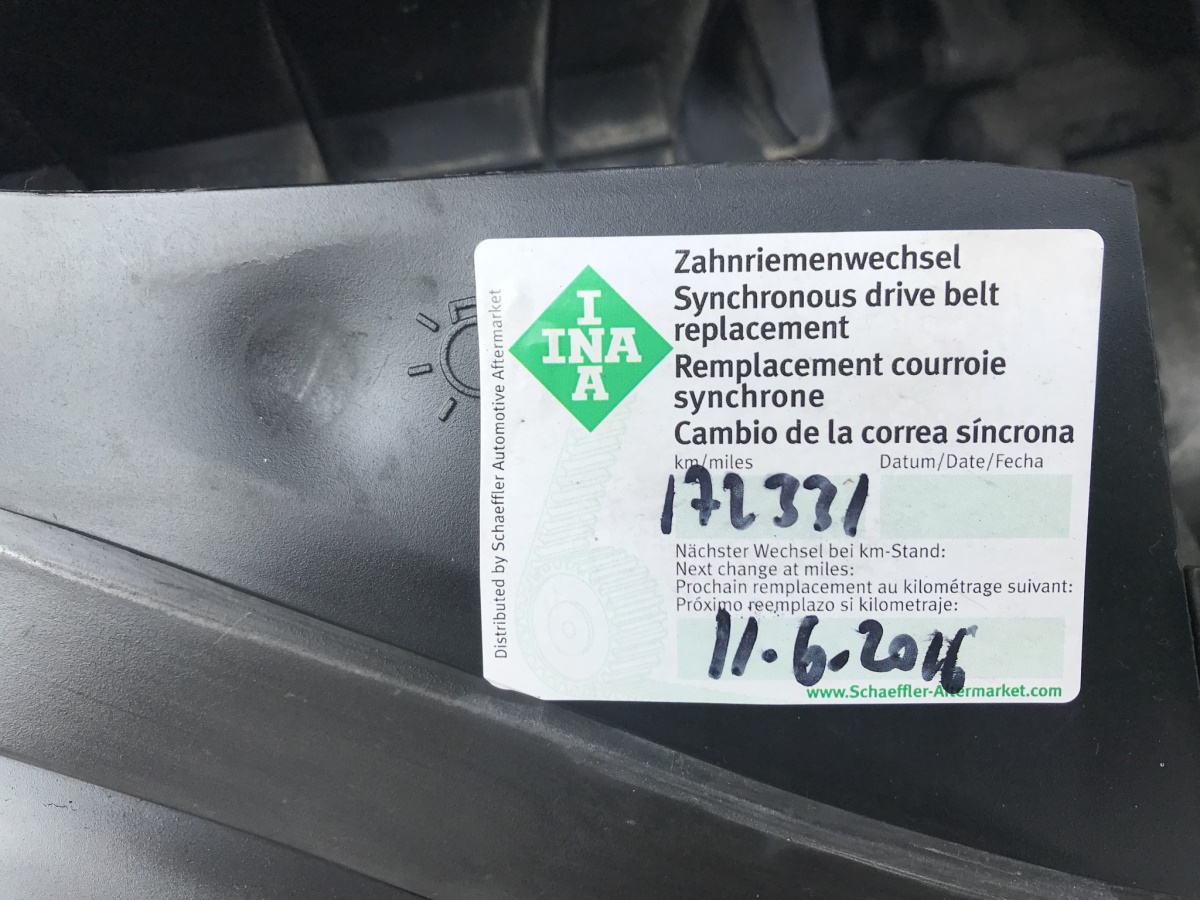 Distributed by Schaeffler Automotive Aftermarket
I
INA
A
Zahnriemenwechsel
Synchronous drive belt
replacement
Remplacement courroie
synchrone
Cambio de la correa síncrona
km/miles Datum/Date/Fecha
172331
Nächster Wechsel bei km-Stand:
Next change at miles:
Prochain remplacement au kilométrage suivant:
Próximo reemplazo si kilometraje:
11.6.2016
www.Schaeffler-Aftermarket.com